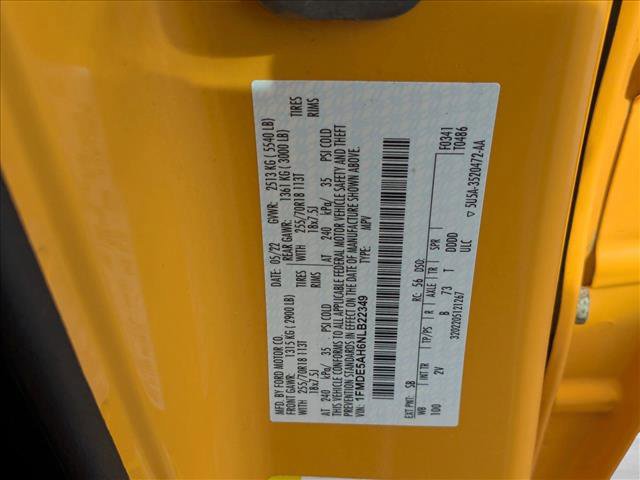 MFD. BY FORD MOTOR CO.
DATE: 05/22 GVWR: 2513 KG ( 5540 LB)
FRONT GAWR: 1315 KG ( 2900 LB) REAR GAWR: 1361 KG ( 3000 LB)
WITH 255/70R18 113T TIRES WITH 255/70R18 113T TIRES
18x7.5J RIMS 18x7.5J RIMS
AT 240 kPa/ 35 PSI COLD AT 240 kPa/ 35 PSI COLD
THIS VEHICLE CONFORMS TO ALL APPLICABLE FEDERAL MOTOR VEHICLE SAFETY AND THEFT
PREVENTION STANDARDS IN EFFECT ON THE DATE OF MANUFACTURE SHOWN ABOVE.
VIN: 1FMDE5AH6NLB22349
TYPE: MPV
F0341
T0486
320220512I267
EXT PNT: SB RC: 56 DSO:
WB INT TR TP/PS R AXLE TR SPR
100 2V B 73 T DDDD
ULC
5U5A-3520472-AA